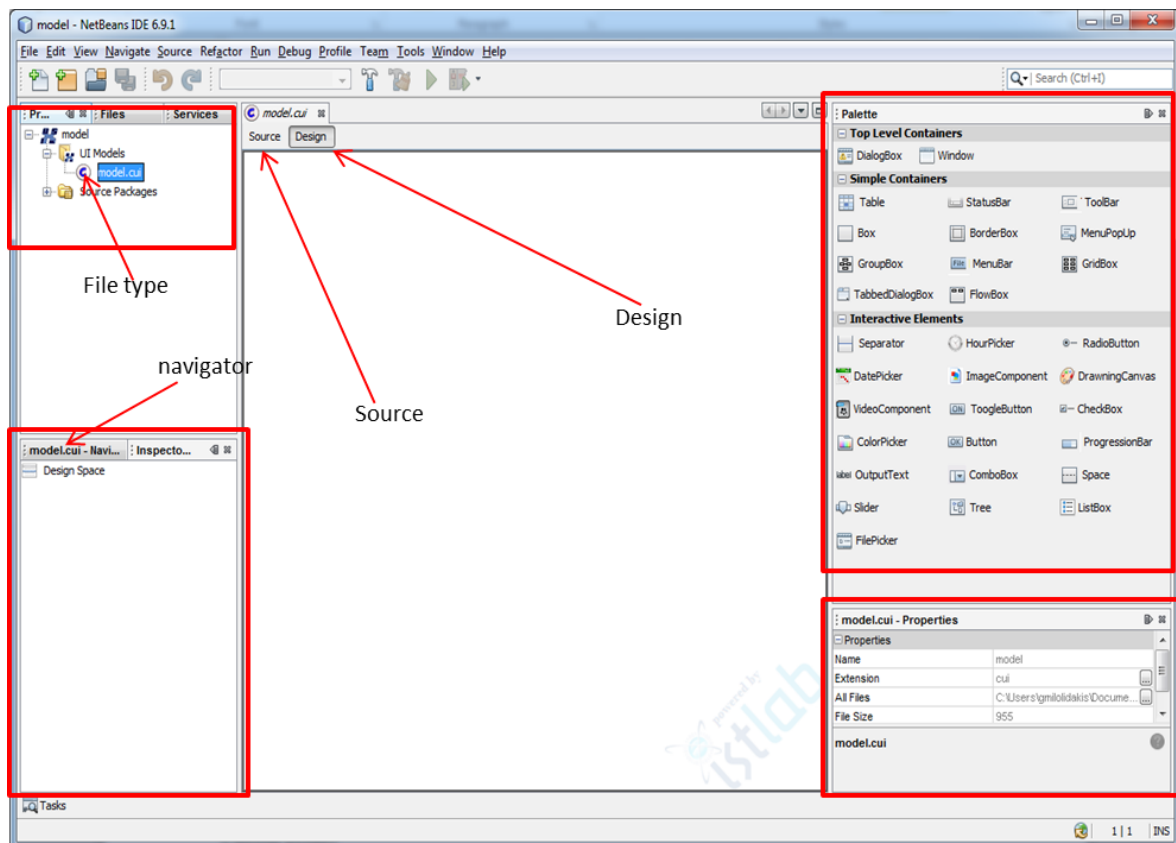 model - NetBeans IDE 6.9.1
File Edit View Navigate Source Refactor Run Debug Profile Team Tools Window Help
Search (Ctrl+I)
Pr... Files Services
model
UI Models
model.cui
Source Packages
File type
navigator
model.cui - Navi... Inspecto...
Design Space
model.cui
Source Design
Design
Source
powered by
istlab
Palette
Top Level Containers
DialogBox Window
Simple Containers
Table StatusBar ToolBar
Box BorderBox MenuPopUp
GroupBox MenuBar GridBox
TabbedDialogBox FlowBox
Interactive Elements
Separator HourPicker RadioButton
DatePicker ImageComponent DrawningCanvas
VideoComponent ToogleButton CheckBox
ColorPicker Button ProgressionBar
label OutputText ComboBox Space
Slider Tree ListBox
FilePicker
model.cui - Properties
Properties
Name model
Extension cui ...
All Files C:\Users\gmilolidakis\Docume... ...
File Size 955
model.cui
Tasks
1 | 1 INS